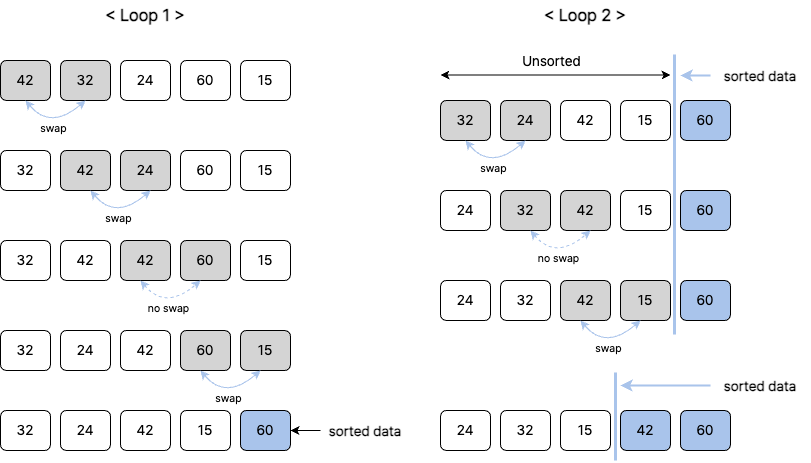 < Loop 1 >
42 32 24 60 15
swap
32 42 24 60 15
swap
32 42 42 60 15
no swap
32 24 42 60 15
swap
32 24 42 15 60
sorted data
< Loop 2 >
Unsorted
sorted data
32 24 42 15 60
swap
24 32 42 15 60
no swap
24 32 42 15 60
swap
sorted data
24 32 15 42 60